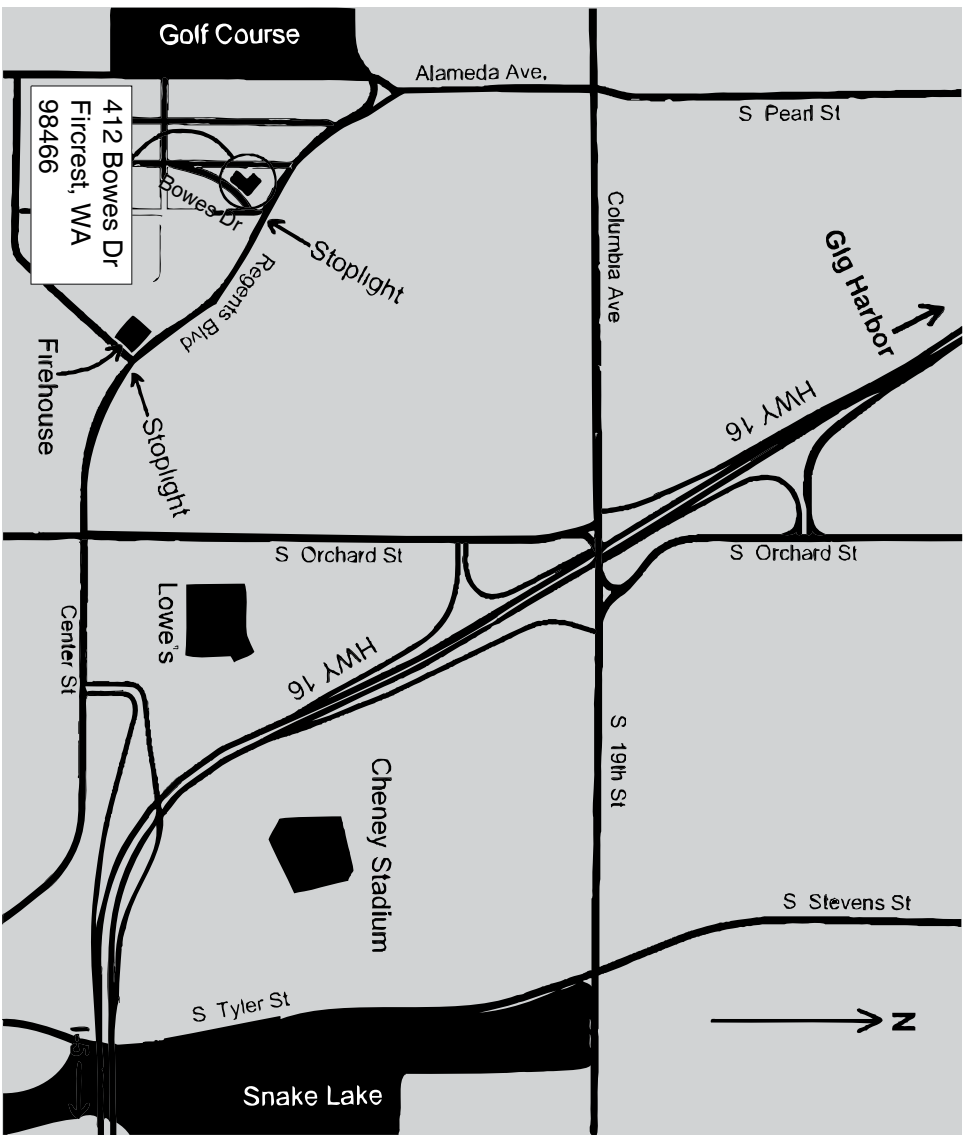 Golf Course
Alameda Ave,
S Pearl St
412 Bowes Dr
Fircrest, WA
98466
Bowes Dr
Stoplight
Columbia Ave
Gig Harbor
Regents Blvd
Firehouse
HWY 16
Stoplight
S Orchard St
S Orchard St
Lowe's
Center St
HWY 16
S 19th St
Cheney Stadium
S Stevens St
S Tyler St
N
I-5
Snake Lake